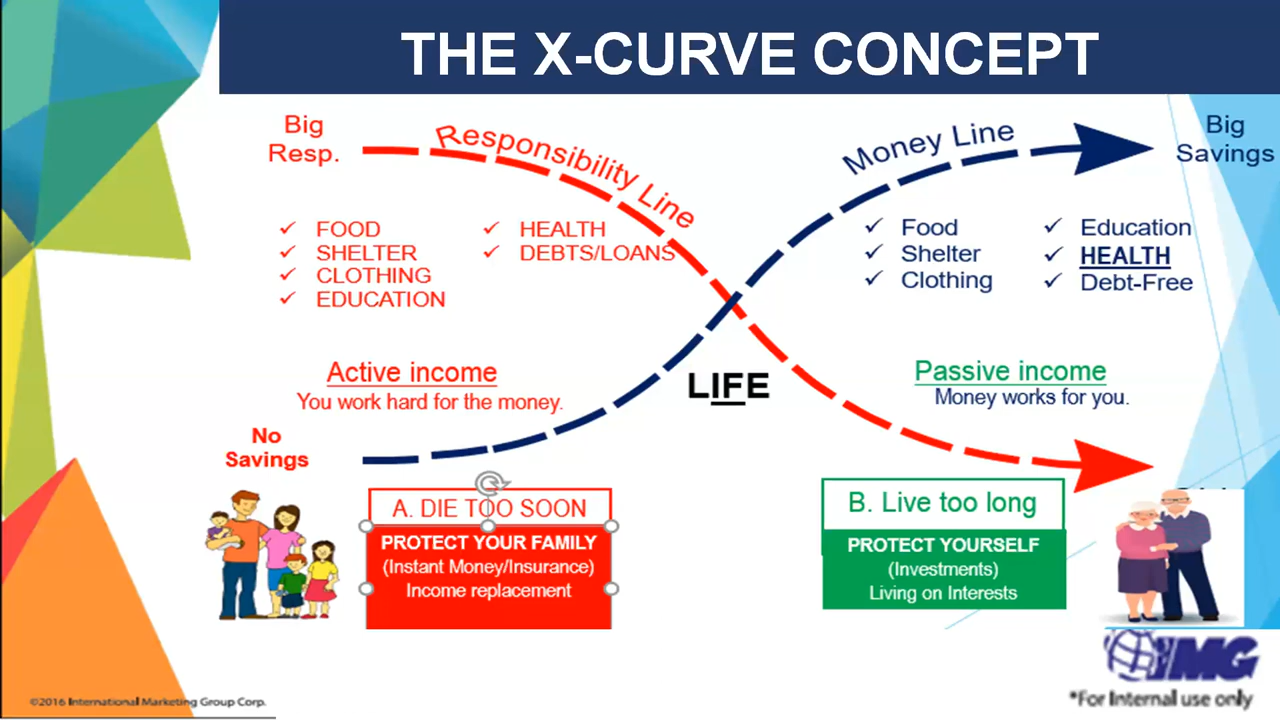 THE X-CURVE CONCEPT
Big
Resp.
Responsibility Line
Money Line
Big
Savings
✓ FOOD
✓ SHELTER
✓ CLOTHING
✓ EDUCATION
✓ HEALTH
✓ DEBTS/LOANS
✓ Food
✓ Shelter
✓ Clothing
✓ Education
✓ HEALTH
✓ Debt-Free
Active income
You work hard for the money.
LIFE
Passive income
Money works for you.
No
Savings
A. DIE TOO SOON
PROTECT YOUR FAMILY
(Instant Money/Insurance)
Income replacement
B. Live too long
PROTECT YOURSELF
(Investments)
Living on Interests
IMG
©2016 International Marketing Group Corp.
*For Internal use only